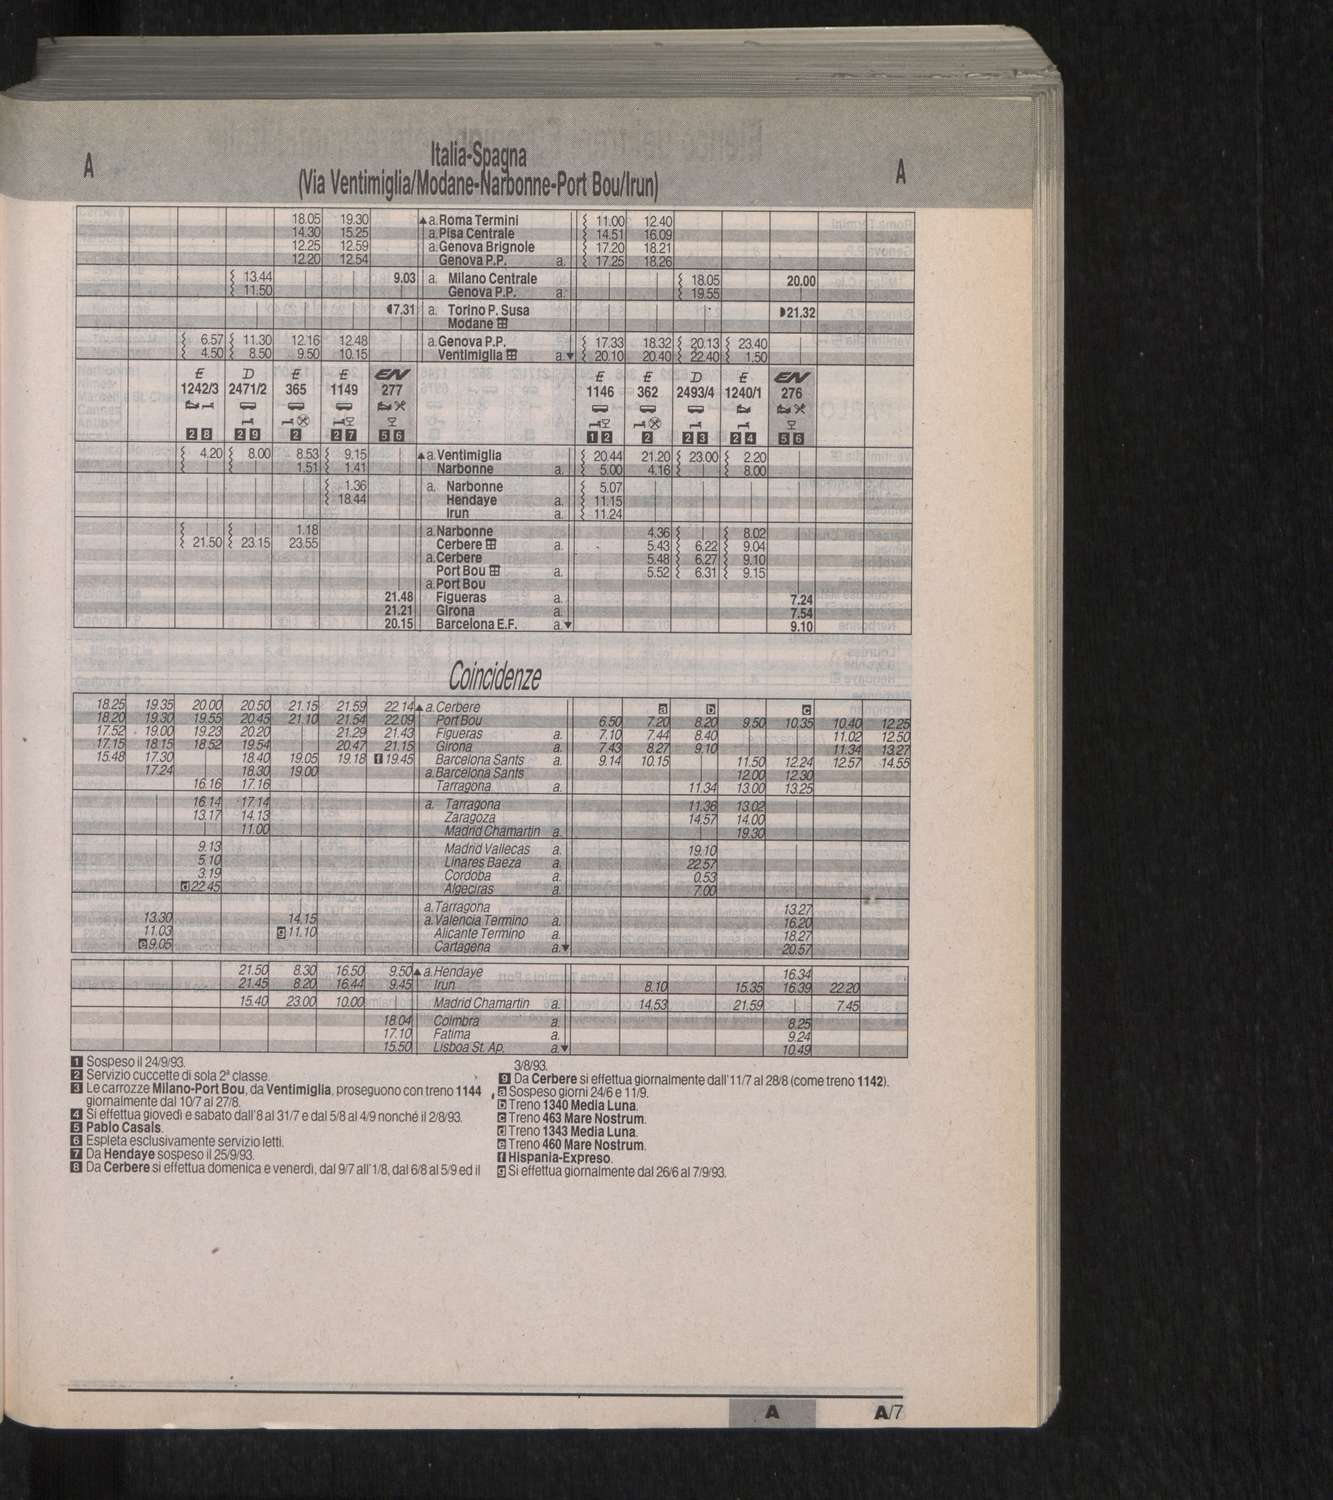 A Italia-Spagna A
(Via Ventimiglia/Modane-Narbonne-Port Bou/Irun)
18.05 19.30 a. Roma Termini 11.00 12.40
14.30 15.25 a. Pisa Centrale 14.51 16.09
12.25 12.59 a. Genova Brignole 17.20 18.21
12.20 12.54 Genova P.P. a. 17.25 18.26
13.44 9.03 a. Milano Centrale 18.05 20.00
11.50 Genova P.P. a. 19.55
7.31 a. Torino P. Susa 21.32
Modane
6.57 11.30 12.16 12.48 a. Genova P.P. 17.33 18.32 20.13 23.40
4.50 8.50 9.50 10.15 Ventimiglia a. 20.10 20.40 22.40 1.50
E D E E EN E E D E EN
1242/3 2471/2 365 1149 277 1146 362 2493/4 1240/1 276
2 8 2 9 2 2 7 5 6 1 2 2 2 3 2 4 5 6
4.20 8.00 8.53 9.15 a. Ventimiglia 20.44 21.20 23.00 2.20
1.51 1.41 Narbonne a. 5.00 4.16 8.00
1.36 a. Narbonne 5.07
18.44 Hendaye a. 11.15
Irun a. 11.24
1.18 a. Narbonne 4.36 8.02
21.50 23.15 23.55 Cerbere a. 5.43 6.22 9.04
a. Cerbere 5.48 6.27 9.10
Port Bou a. 5.52 6.31 9.15
a. Port Bou
21.48 Figueras a. 7.24
21.21 Girona a. 7.54
20.15 Barcelona E.F. a. 9.10
Coincidenze
18.25 19.35 20.00 20.50 21.15 21.59 22.14 a. Cerbere a b c
18.20 19.30 19.55 20.45 21.10 21.54 22.09 Port Bou 6.50 7.20 8.20 9.50 10.35 10.40 12.25
17.52 19.00 19.23 20.20 21.29 21.43 Figueras a. 7.10 7.44 8.40 11.02 12.50
17.15 18.15 18.52 19.54 20.47 21.15 Girona a. 7.43 8.27 9.10 11.34 13.27
15.48 17.30 18.40 19.05 19.18 f 19.45 Barcelona Sants a. 9.14 10.15 11.50 12.24 12.57 14.55
17.24 18.30 19.00 a. Barcelona Sants 12.00 12.30
16.16 17.16 Tarragona a. 11.34 13.00 13.25
16.14 17.14 a. Tarragona 11.36 13.02
13.17 14.13 Zaragoza 14.57 14.00
11.00 Madrid Chamartin a. 19.30
9.13 Madrid Vallecas a. 19.10
5.10 Linares Baeza a. 22.57
3.19 Cordoba a. 0.53
d 22.45 Algeciras a. 7.00
a. Tarragona 13.27
13.30 14.15 a. Valencia Termino a. 16.20
11.03 g 11.10 Alicante Termino a. 18.27
e 9.05 Cartagena a. 20.57
21.50 8.30 16.50 9.50 a. Hendaye 16.34
21.45 8.20 16.44 9.45 Irun 8.10 15.35 16.39 22.20
15.40 23.00 10.00 Madrid Chamartin a. 14.53 21.59 7.45
18.04 Coimbra a. 8.25
17.10 Fatima a. 9.24
15.50 Lisboa St. Ap. a. 10.49
1 Sospeso il 24/9/93.
2 Servizio cuccette di sola 2ª classe.
3 Le carrozze Milano-Port Bou, da Ventimiglia, proseguono con treno 1144
giornalmente dal 10/7 al 27/8.
4 Si effettua giovedì e sabato dall'8 al 31/7 e dal 5/8 al 4/9 nonché il 2/8/93.
5 Pablo Casals.
6 Espleta esclusivamente servizio letti.
7 Da Hendaye sospeso il 25/9/93.
8 Da Cerbere si effettua domenica e venerdì, dal 9/7 all'1/8, dal 6/8 al 5/9 ed il
3/8/93.
9 Da Cerbere si effettua giornalmente dall'11/7 al 28/8 (come treno 1142).
a Sospeso giorni 24/6 e 11/9.
b Treno 1340 Media Luna.
c Treno 463 Mare Nostrum.
d Treno 1343 Media Luna.
e Treno 460 Mare Nostrum.
f Hispania-Expreso.
g Si effettua giornalmente dal 26/6 al 7/9/93.
A A/7